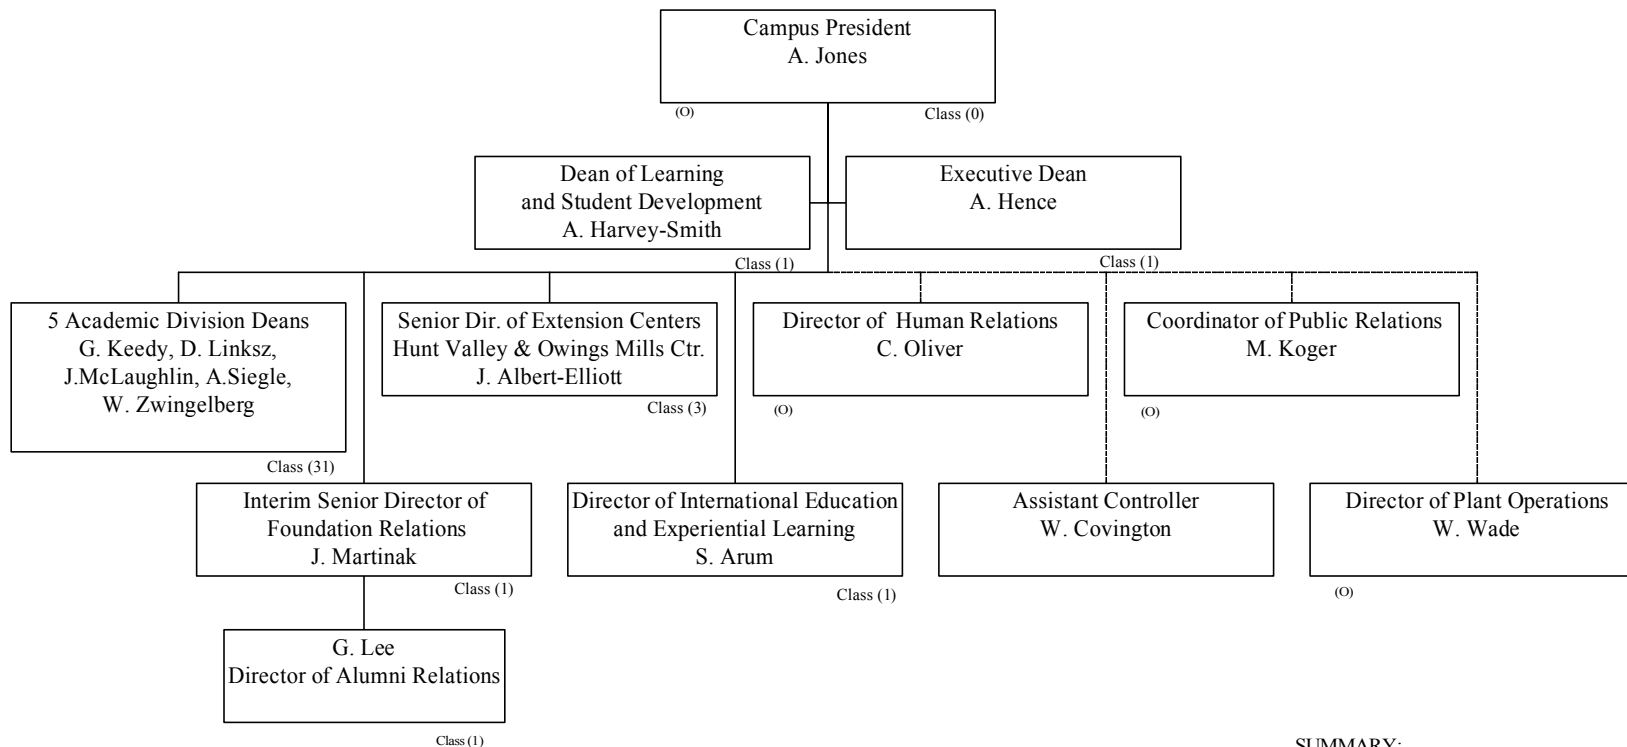 Campus President
A. Jones
(O)
Class (0)
Dean of Learning
and Student Development
A. Harvey-Smith
Class (1)
Executive Dean
A. Hence
Class (1)
5 Academic Division Deans
G. Keedy, D. Linksz,
J.McLaughlin, A.Siegle,
W. Zwingelberg
Class (31)
Senior Dir. of Extension Centers
Hunt Valley & Owings Mills Ctr.
J. Albert-Elliott
Class (3)
Director of Human Relations
C. Oliver
(O)
Coordinator of Public Relations
M. Koger
(O)
Interim Senior Director of
Foundation Relations
J. Martinak
Class (1)
Director of International Education
and Experiential Learning
S. Arum
Class (1)
Assistant Controller
W. Covington
Director of Plant Operations
W. Wade
(O)
G. Lee
Director of Alumni Relations
Class (1)
SUMMARY: